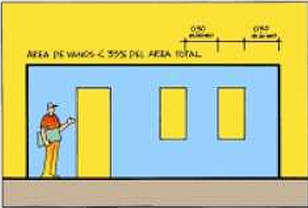 0.50 0.50
AREA DE VANOS < 35% DEL AREA TOTAL